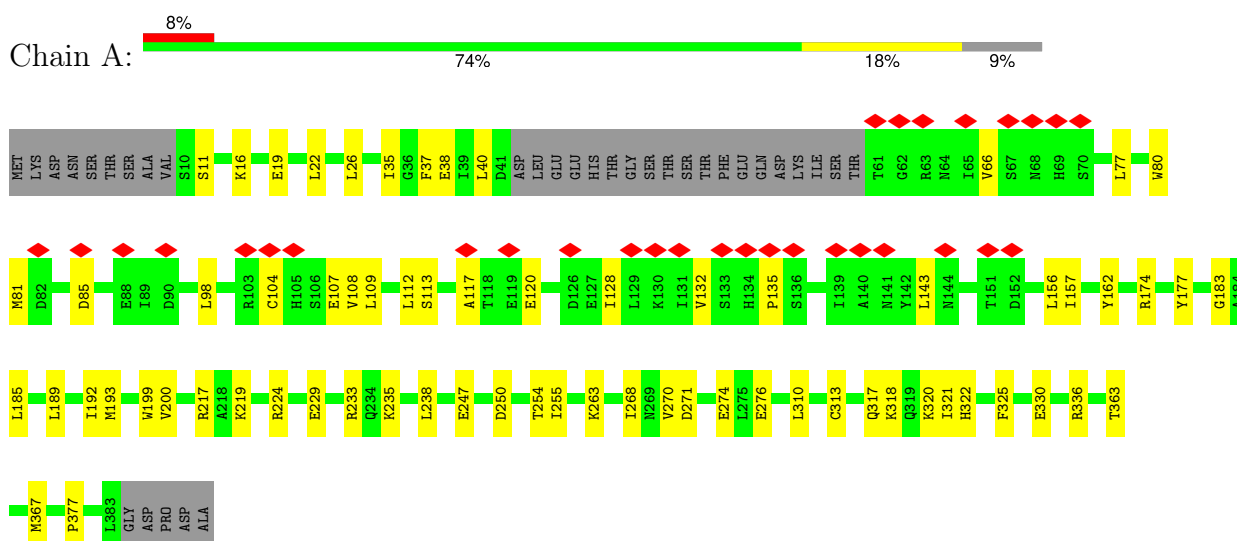 8%
Chain A:
74% 18% 9%
MET LYS ASP ASN SER THR SER ALA VAL S10 S11 K16 E19 L22 L26 I35 G36 F37 E38 I39 L40 D41 ASP LEU GLU GLU HIS THR GLY SER THR THR SER THR PHE GLU GLN ASP LYS ILE SER THR T61 G62 R63 N64 I65 V66 S67 N68 H69 S70 L77 W80
M81 D82 D85 E88 I89 D90 L98 R103 C104 H105 S106 E107 V108 L109 L112 S113 A117 T118 E119 E120 D126 E127 I128 L129 K130 I131 V132 S133 H134 P135 S136 I139 A140 N141 Y142 L143 N144 T151 D152 L156 I157 Y162 R174 Y177 G183 A184
L185 L189 I192 M193 W199 V200 R217 A218 K219 R224 E229 R233 Q234 K235 L238 E247 D250 T254 I255 K263 I268 N269 V270 D271 E274 L275 E276 L310 C313 Q317 K318 Q319 K320 I321 H322 F325 E330 R336 T363
M367 P377 L383 GLY ASP PRO ASP ALA